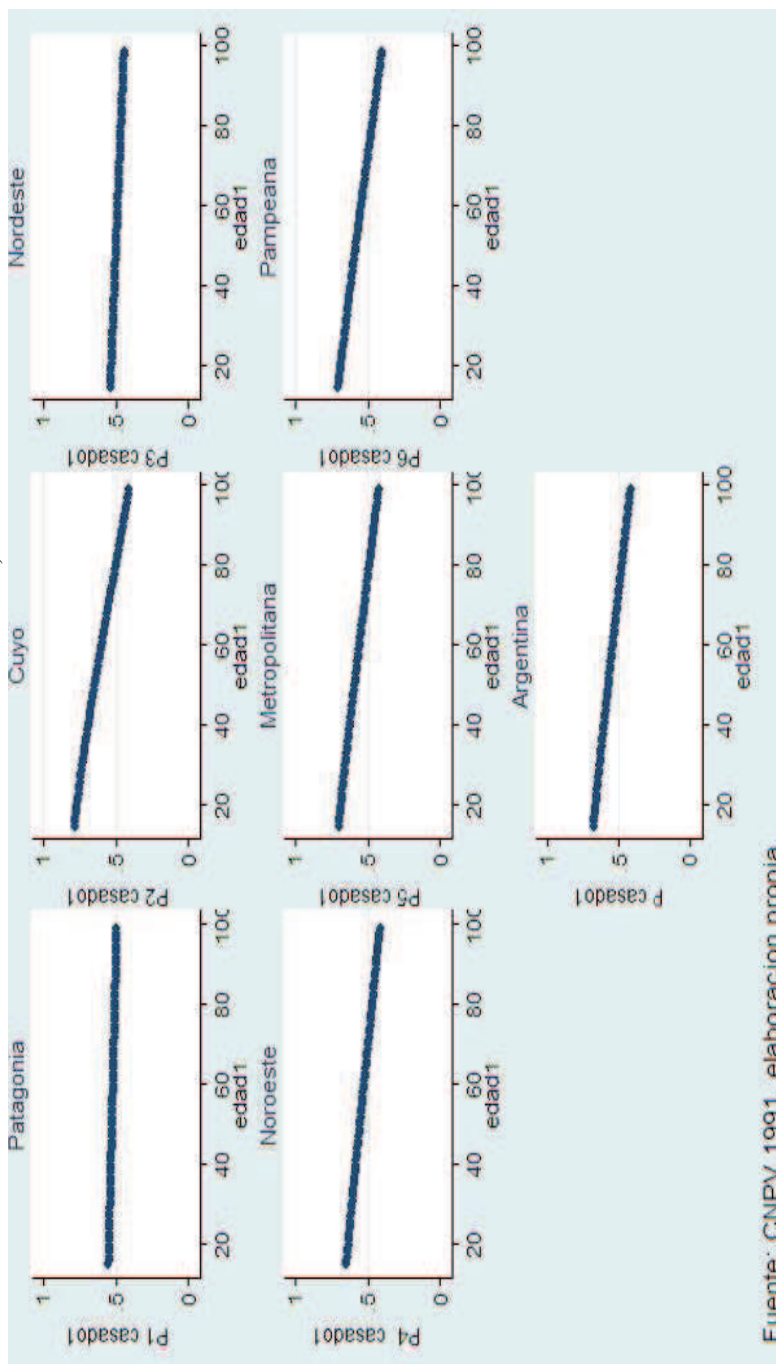 Patagonia
P1 casado1
1
.5
0
20 40 60 80 100
edad1
Cuyo
P2 casado1
1
.5
0
20 40 60 80 100
edad1
Nordeste
P3 casado1
1
.5
0
20 40 60 80 100
edad1
Noroeste
P4 casado1
1
.5
0
20 40 60 80 100
edad1
Metropolitana
P5 casado1
1
.5
0
20 40 60 80 100
edad1
Pampeana
P6 casado1
1
.5
0
20 40 60 80 100
edad1
Argentina
P casado1
1
.5
0
20 40 60 80 100
edad1
Fuente: CNPV 1991, elaboracion propia